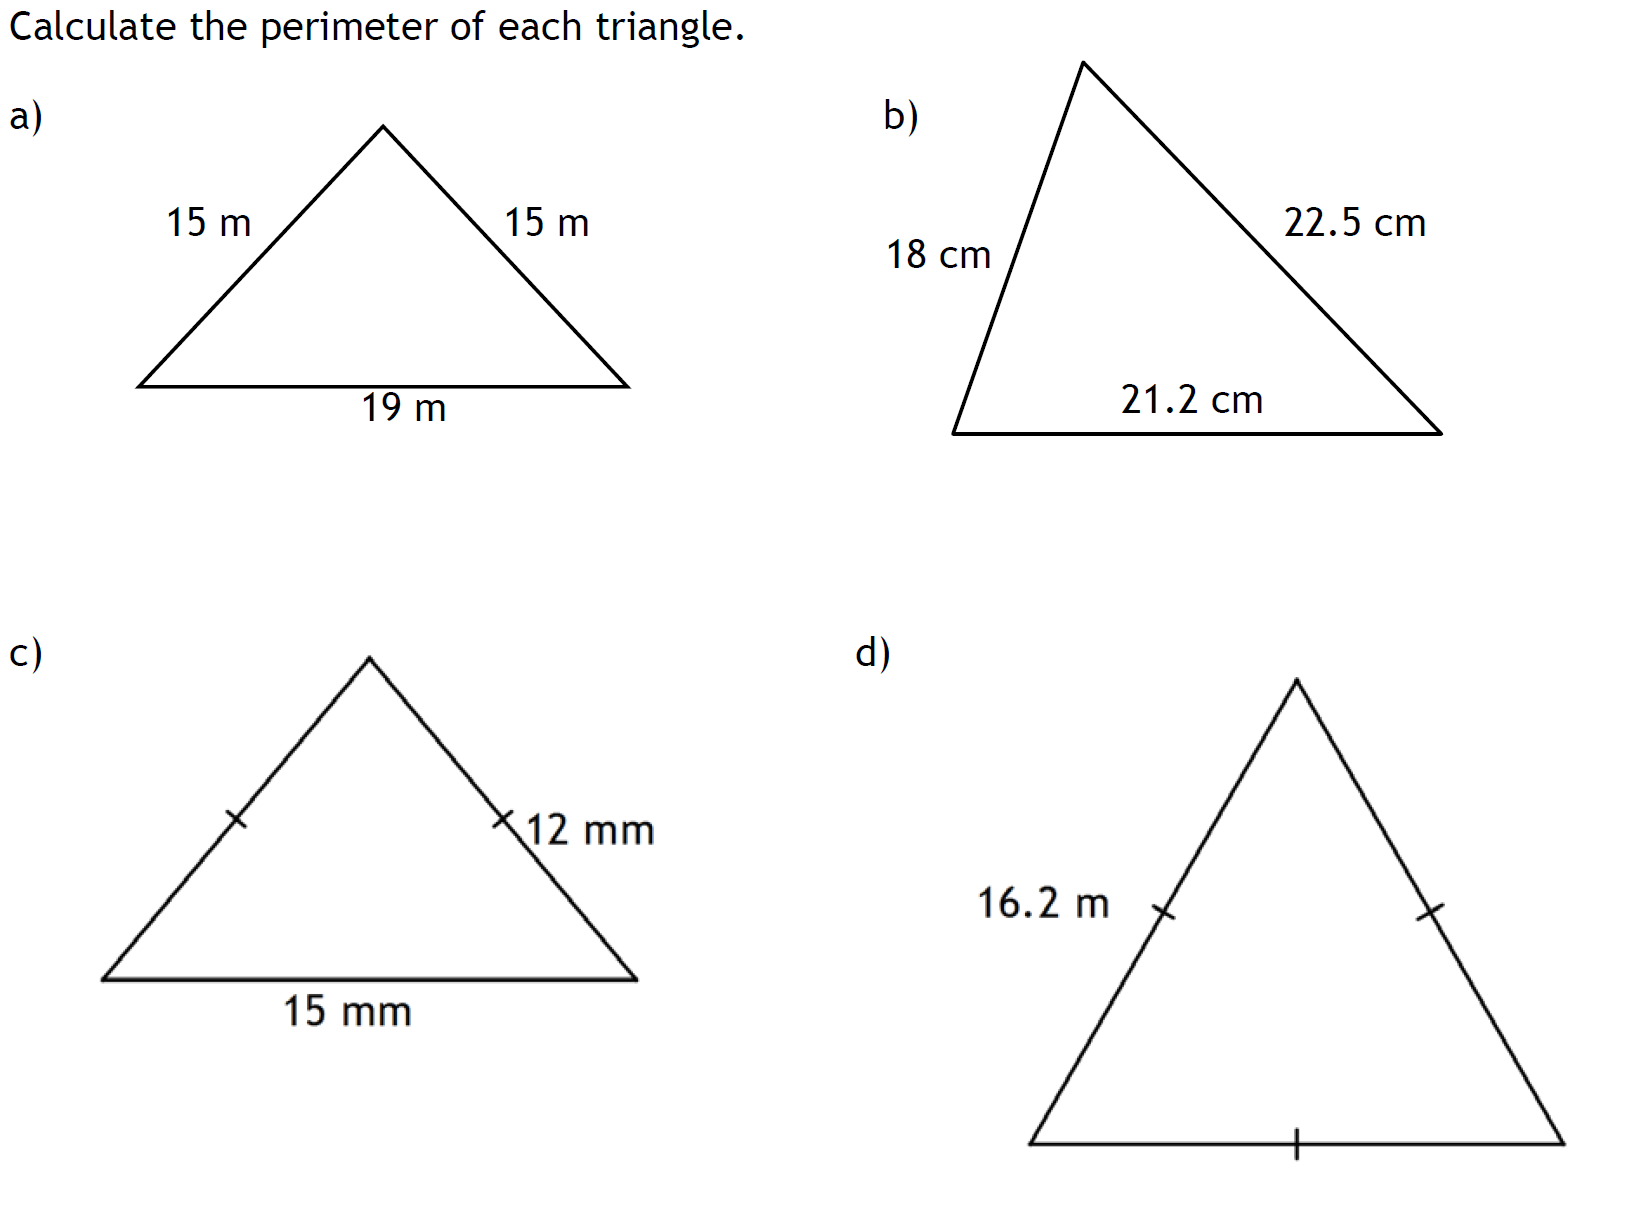 Calculate the perimeter of each triangle.
a)
b)
15 m
15 m
22.5 cm
18 cm
21.2 cm
19 m
c)
d)
12 mm
16.2 m
15 mm